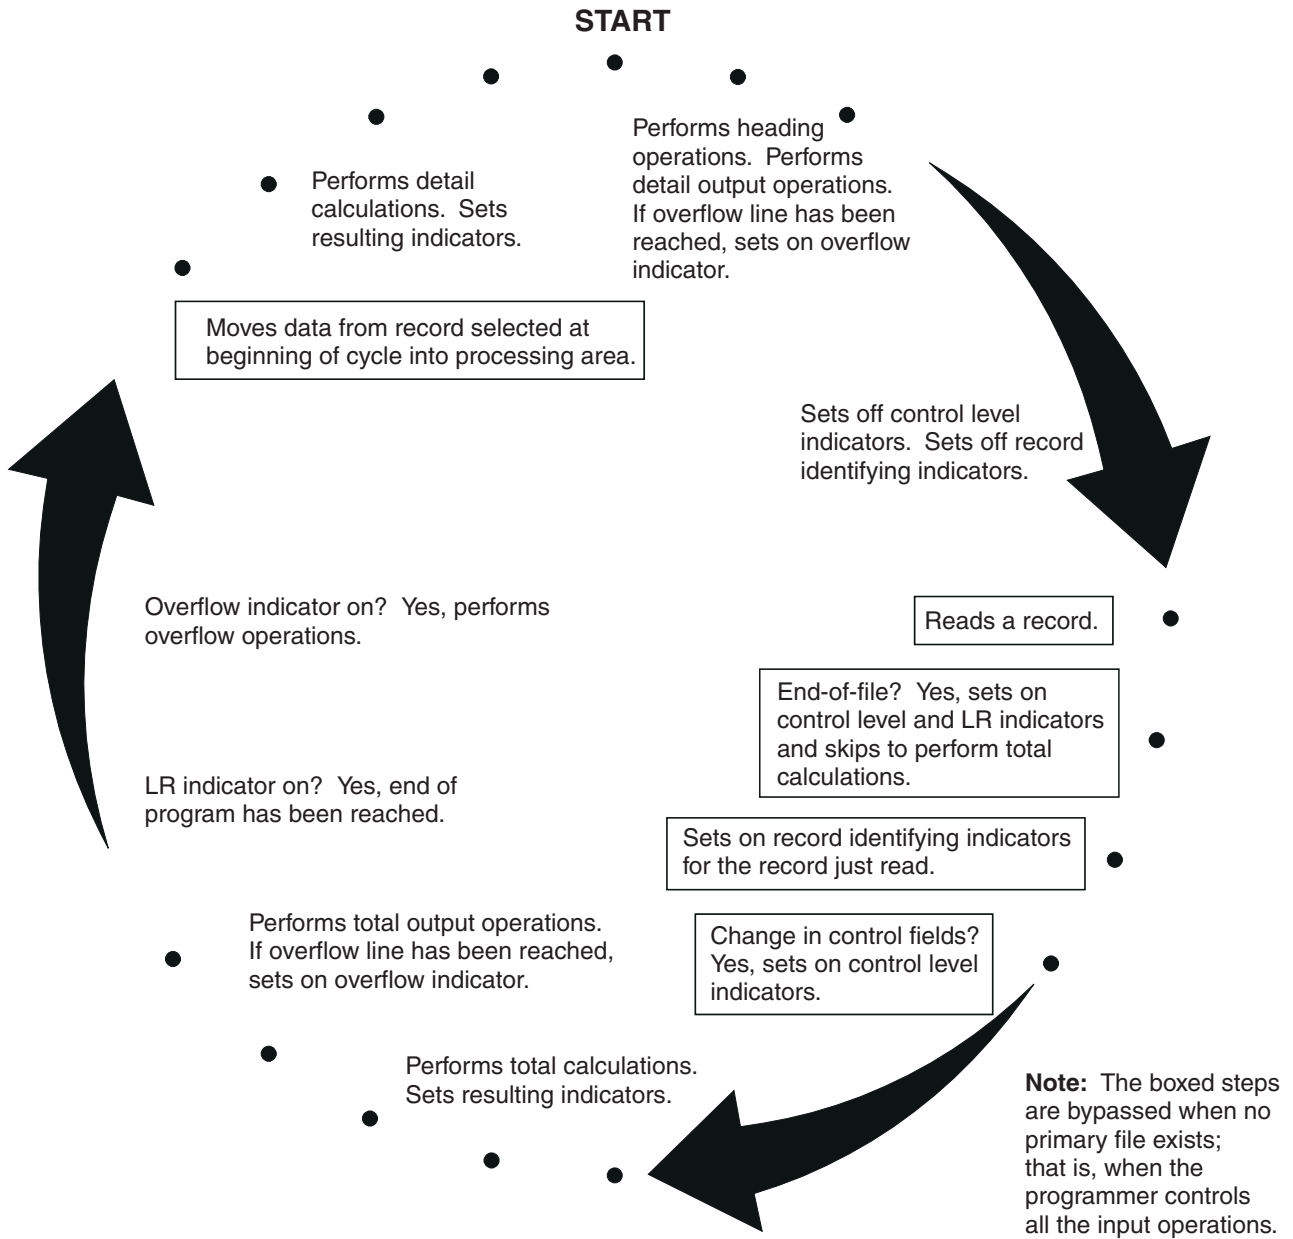 START
Performs heading
operations. Performs
detail output operations.
If overflow line has been
reached, sets on overflow
indicator.
Sets off control level
indicators. Sets off record
identifying indicators.
Reads a record.
End-of-file? Yes, sets on
control level and LR indicators
and skips to perform total
calculations.
Sets on record identifying indicators
for the record just read.
Change in control fields?
Yes, sets on control level
indicators.
Performs total calculations.
Sets resulting indicators.
Performs total output operations.
If overflow line has been reached,
sets on overflow indicator.
LR indicator on? Yes, end of
program has been reached.
Overflow indicator on? Yes, performs
overflow operations.
Moves data from record selected at
beginning of cycle into processing area.
Performs detail
calculations. Sets
resulting indicators.
Note: The boxed steps
are bypassed when no
primary file exists;
that is, when the
programmer controls
all the input operations.